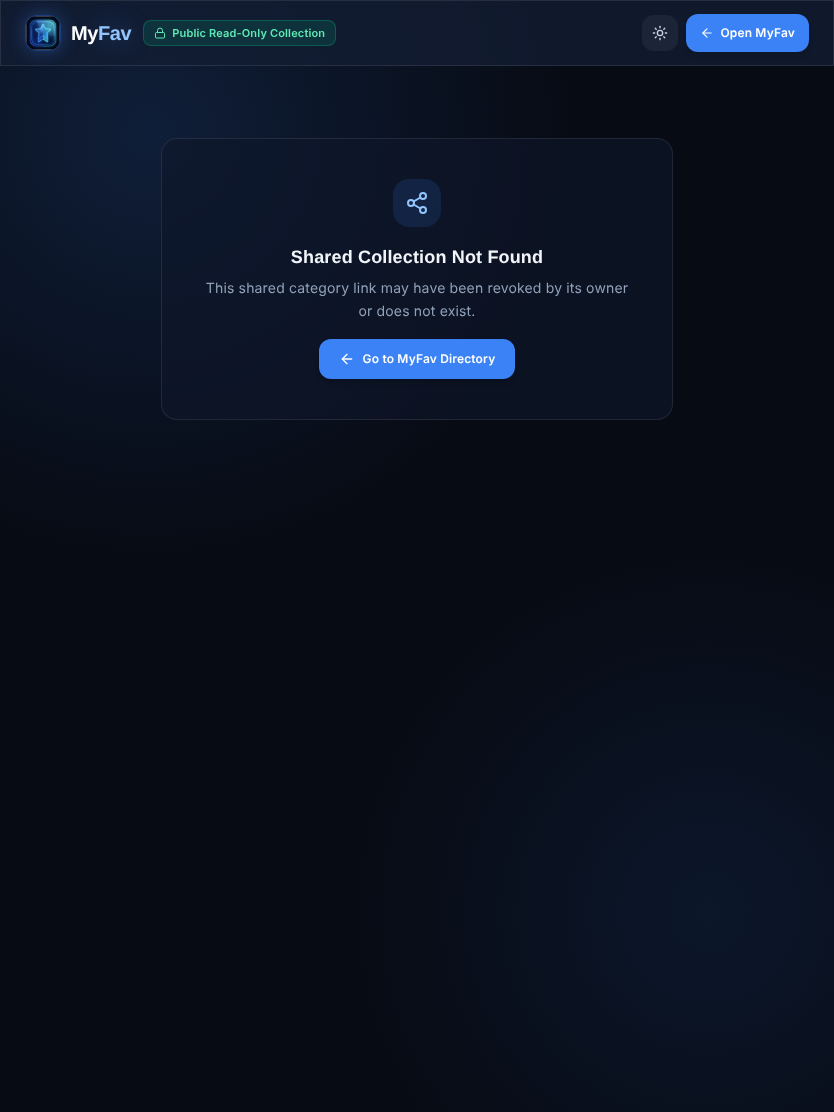 MyFav
Public Read-Only Collection
Open MyFav
Shared Collection Not Found
This shared category link may have been revoked by its owner
or does not exist.
Go to MyFav Directory